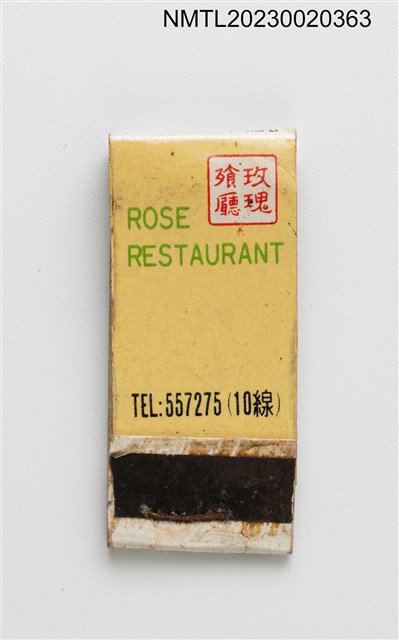 NMTL20230020363
玫瑰
餐廳
ROSE
RESTAURANT
TEL:557275(10線)